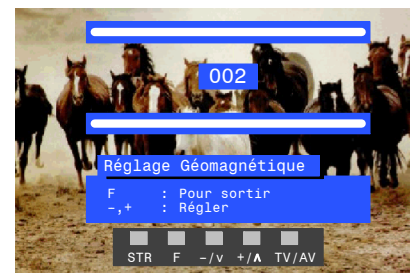 002
Réglage Géomagnétique
F : Pour sortir
-,+ : Régler
STR F -/v +/ʌ TV/AV